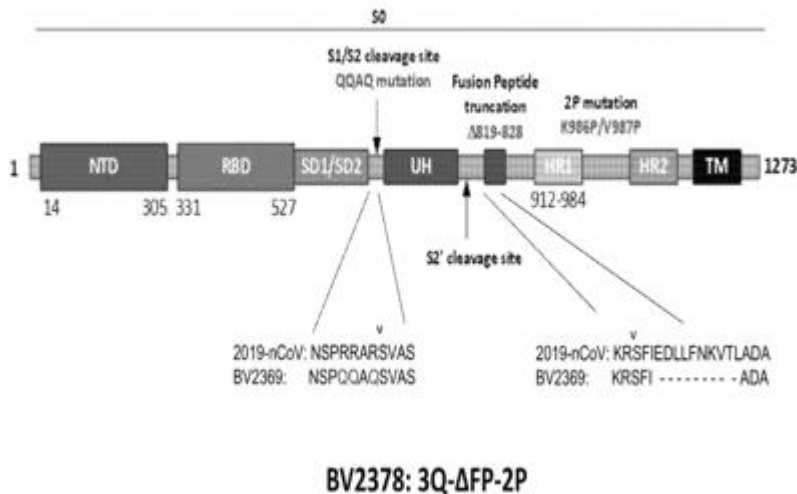 S0
S1/S2 cleavage site
QQAQ mutation
Fusion Peptide
truncation
Δ819-828
2P mutation
K986P/V987P
1 NTD RBD SD1/SD2 UH HR1 HR2 TM 1273
14 305 331 527 912-984
S2' cleavage site
v v
2019-nCoV: NSPRRARSVAS
BV2369: NSPQQAQSVAS
2019-nCoV: KRSFIEDLLFNKVTLADA
BV2369: KRSFI - - - - - - - - - - ADA
BV2378: 3Q-ΔFP-2P